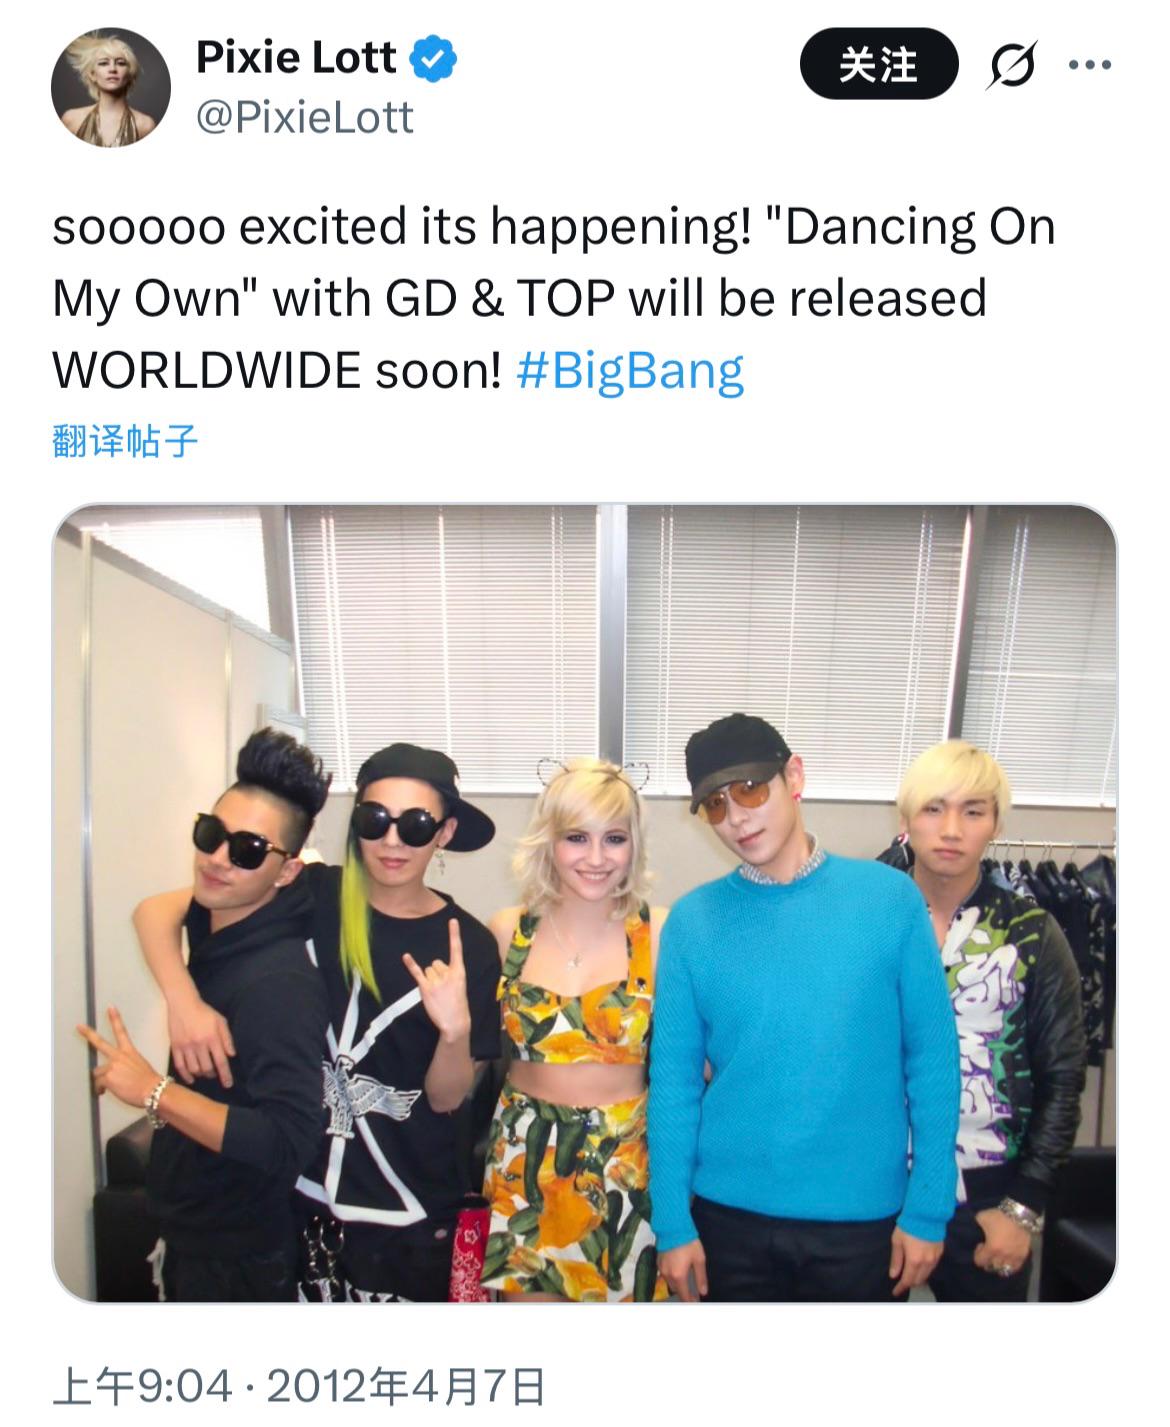 Pixie Lott
@PixieLott
关注
sooooo excited its happening! "Dancing On
My Own" with GD & TOP will be released
WORLDWIDE soon! #BigBang
翻译帖子
上午9:04 · 2012年4月7日